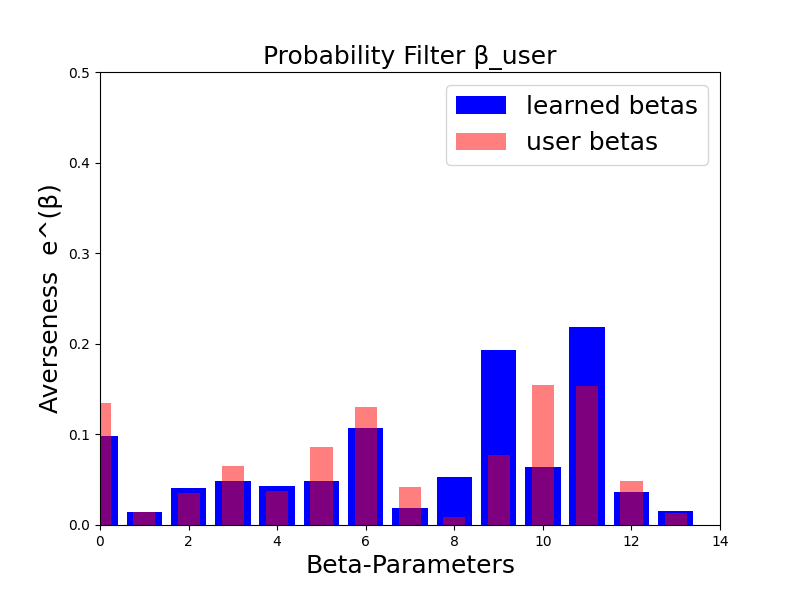 Probability Filter β_user
learned betas
user betas
Averseness e^(β)
0.5
0.4
0.3
0.2
0.1
0.0
0 2 4 6 8 10 12 14
Beta-Parameters